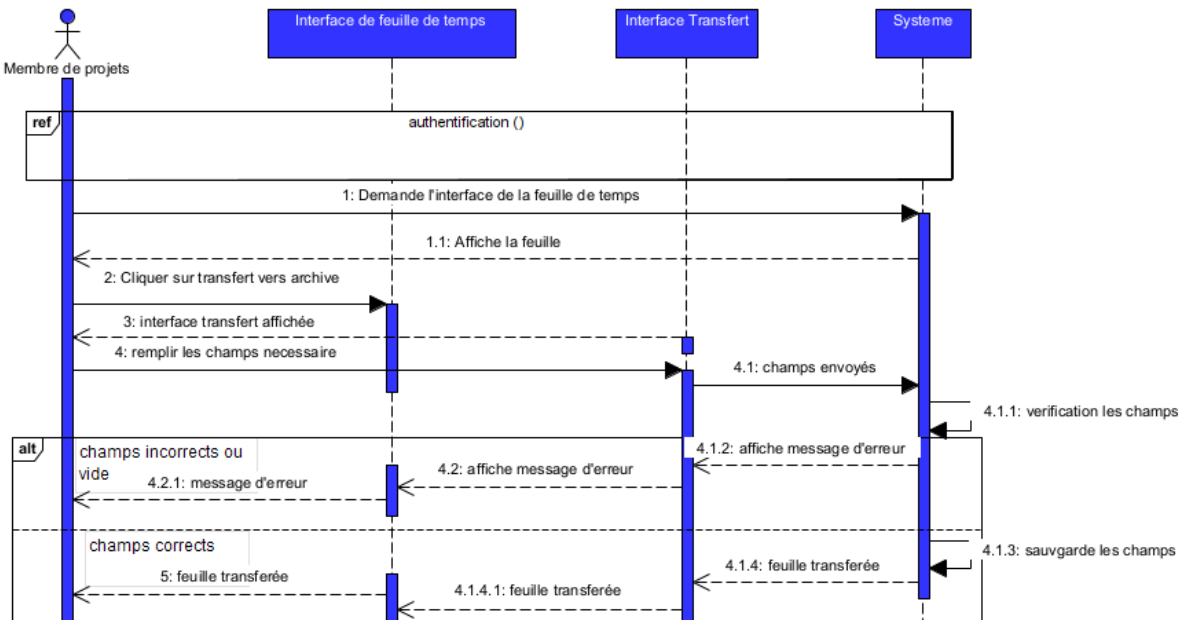 Interface de feuille de temps
Interface Transfert
Systeme
Membre de projets
ref
authentification ()
1: Demande l'interface de la feuille de temps
1.1: Affiche la feuille
2: Cliquer sur transfert vers archive
3: interface transfert affichée
4: remplir les champs necessaire
4.1: champs envoyés
4.1.1: verification les champs
alt
champs incorrects ou
vide
4.1.2: affiche message d'erreur
4.2: affiche message d'erreur
4.2.1: message d'erreur
champs corrects
4.1.3: sauvgarde les champs
4.1.4: feuille transferée
5: feuille transferée
4.1.4.1: feuille transferée